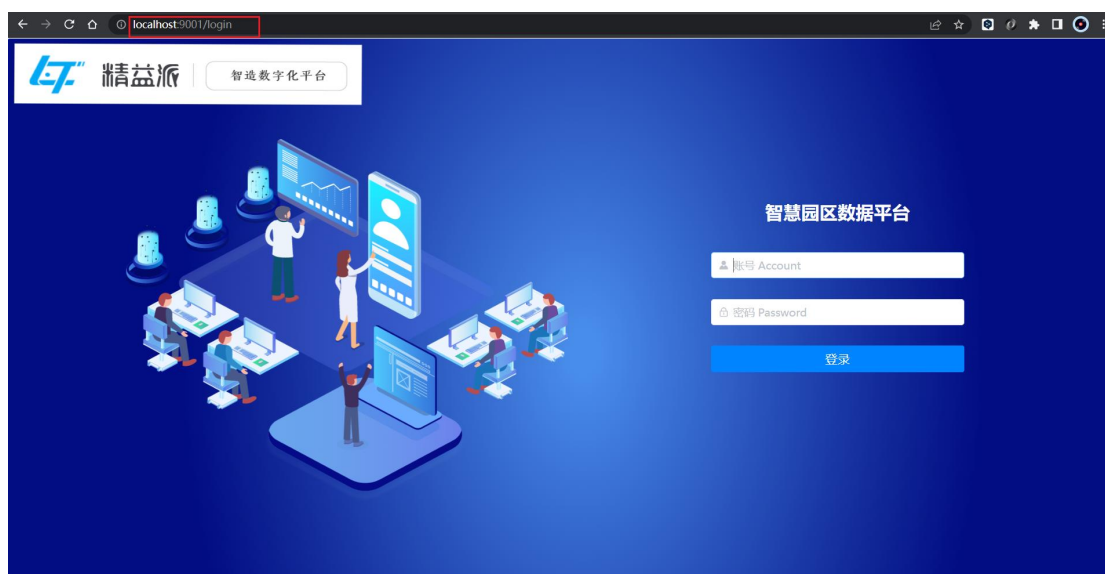 localhost:9001/login
精益派
智造数字化平台
智慧园区数据平台
账号 Account
密码 Password
登录